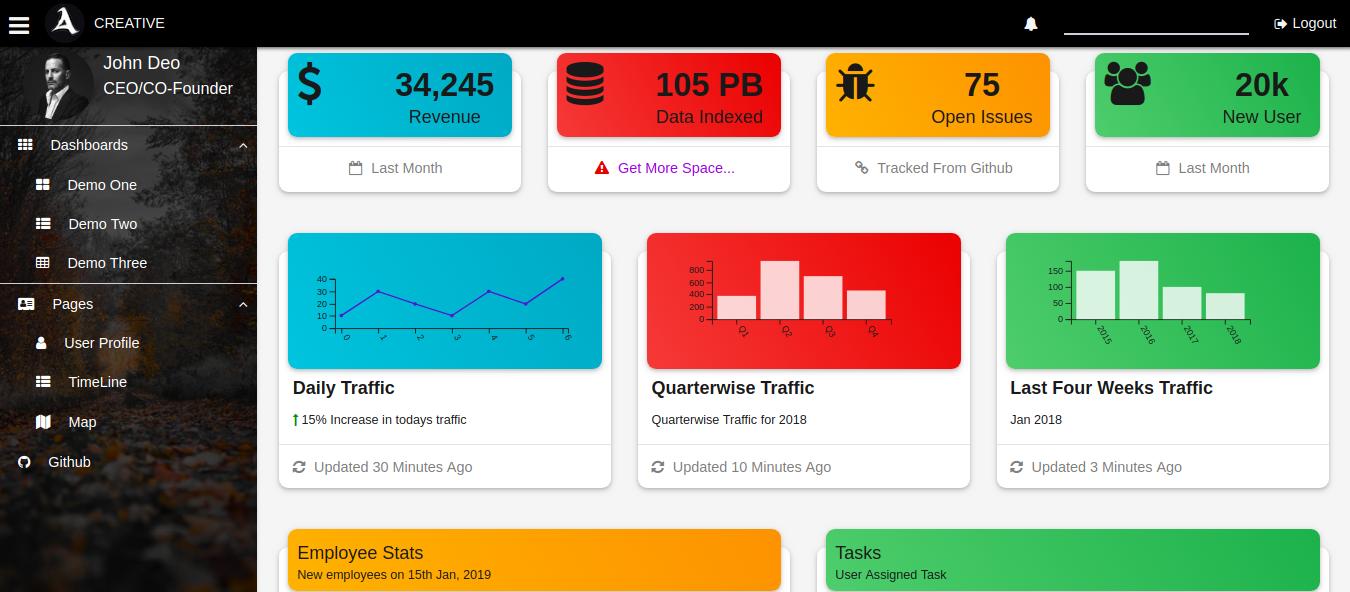 CREATIVE
Logout
John Deo
CEO/CO-Founder
Dashboards
Demo One
Demo Two
Demo Three
Pages
User Profile
TimeLine
Map
Github
34,245
Revenue
Last Month
105 PB
Data Indexed
Get More Space...
75
Open Issues
Tracked From Github
20k
New User
Last Month
40
30
20
10
0
0 1 2 3 4 5 6
Daily Traffic
15% Increase in todays traffic
Updated 30 Minutes Ago
800
600
400
200
0
Q1 Q2 Q3 Q4
Quarterwise Traffic
Quarterwise Traffic for 2018
Updated 10 Minutes Ago
150
100
50
0
2015 2016 2017 2018
Last Four Weeks Traffic
Jan 2018
Updated 3 Minutes Ago
Employee Stats
New employees on 15th Jan, 2019
Tasks
User Assigned Task